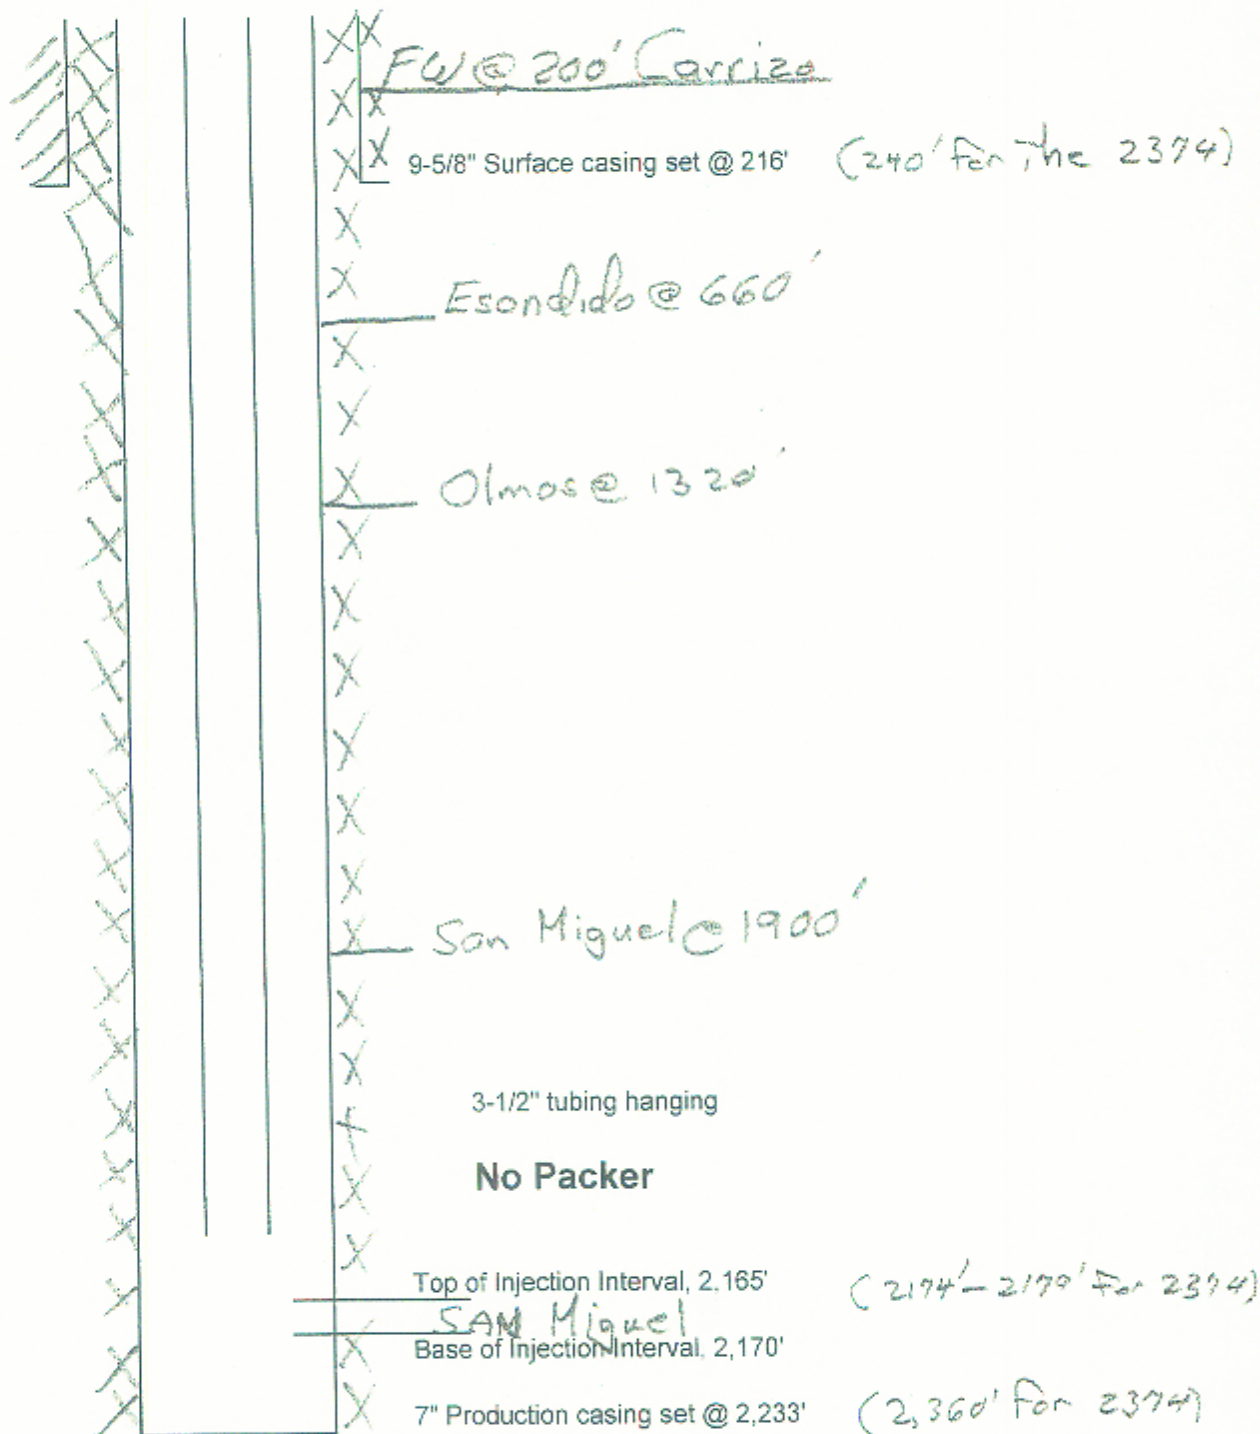 FW @ 200' Carrizo
9-5/8" Surface casing set @ 216' (240' for The 2374)
Esondido @ 660'
Olmos @ 1320'
San Miguel @ 1900'
3-1/2" tubing hanging
No Packer
Top of Injection Interval, 2.165' (2174' - 2179' For 2374)
SAN Miguel
Base of Injection Interval, 2,170'
7" Production casing set @ 2,233' (2,360' For 2374)